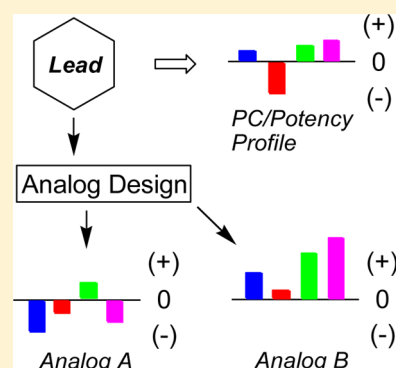 Lead
(+)
0
(-)
PC/Potency
Profile
Analog Design
(+)
0
(-)
Analog A
(+)
0
(-)
Analog B